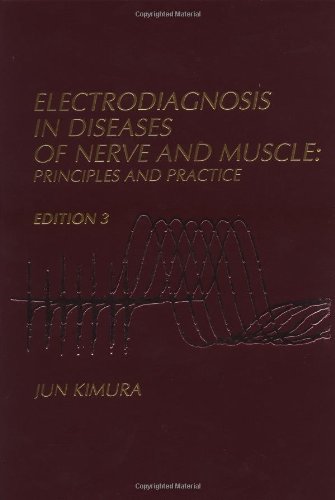 ELECTRODIAGNOSIS
IN DISEASES
OF NERVE AND MUSCLE:
PRINCIPLES AND PRACTICE
EDITION 3
JUN KIMURA